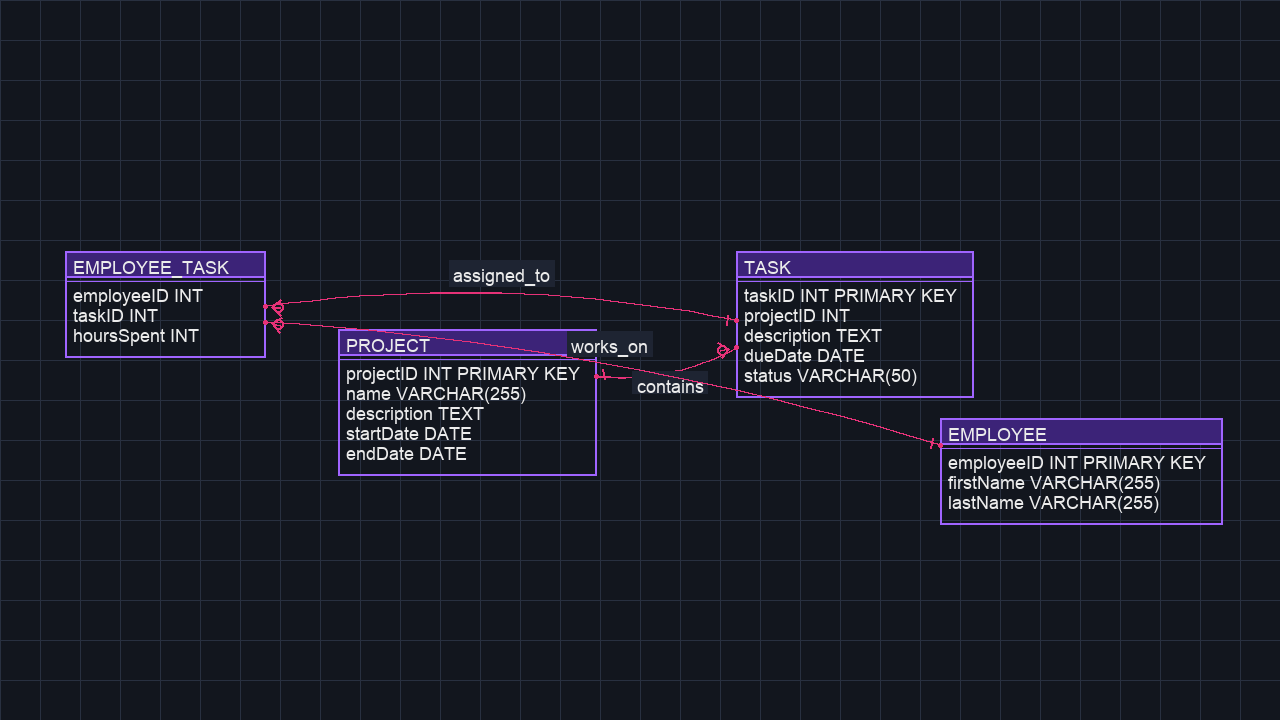 EMPLOYEE_TASK
employeeID INT
taskID INT
hoursSpent INT
assigned_to
PROJECT
projectID INT PRIMARY KEY
name VARCHAR(255)
description TEXT
startDate DATE
endDate DATE
works_on
contains
TASK
taskID INT PRIMARY KEY
projectID INT
description TEXT
dueDate DATE
status VARCHAR(50)
EMPLOYEE
employeeID INT PRIMARY KEY
firstName VARCHAR(255)
lastName VARCHAR(255)